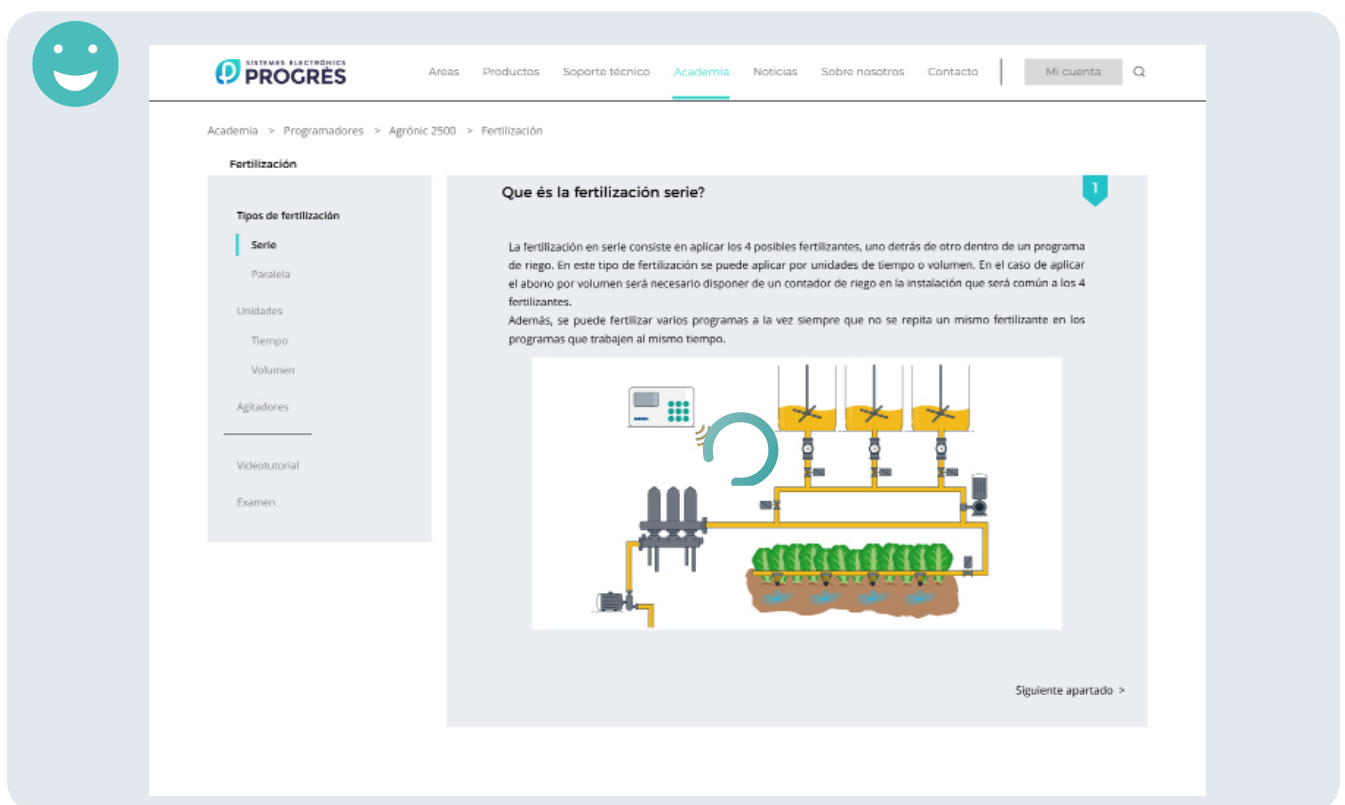 SISTEMES ELECTRÒNICS
PROGRÉS
Areas Productos Soporte técnico Academia Noticias Sobre nosotros Contacto Mi cuenta
Academia > Programadores > Agrónic 2500 > Fertilización
Fertilización
Tipos de fertilización
Serie
Paralela
Unidades
Tiempo
Volumen
Agitadores
Videotutorial
Examen
Que és la fertilización serie?
1
La fertilización en serie consiste en aplicar los 4 posibles fertilizantes, uno detrás de otro dentro de un programa
de riego. En este tipo de fertilización se puede aplicar por unidades de tiempo o volumen. En el caso de aplicar
el abono por volumen será necesario disponer de un contador de riego en la instalación que será común a los 4
fertilizantes.
Además, se puede fertilizar varios programas a la vez siempre que no se repita un mismo fertilizante en los
programas que trabajen al mismo tiempo.
Siguiente apartado >